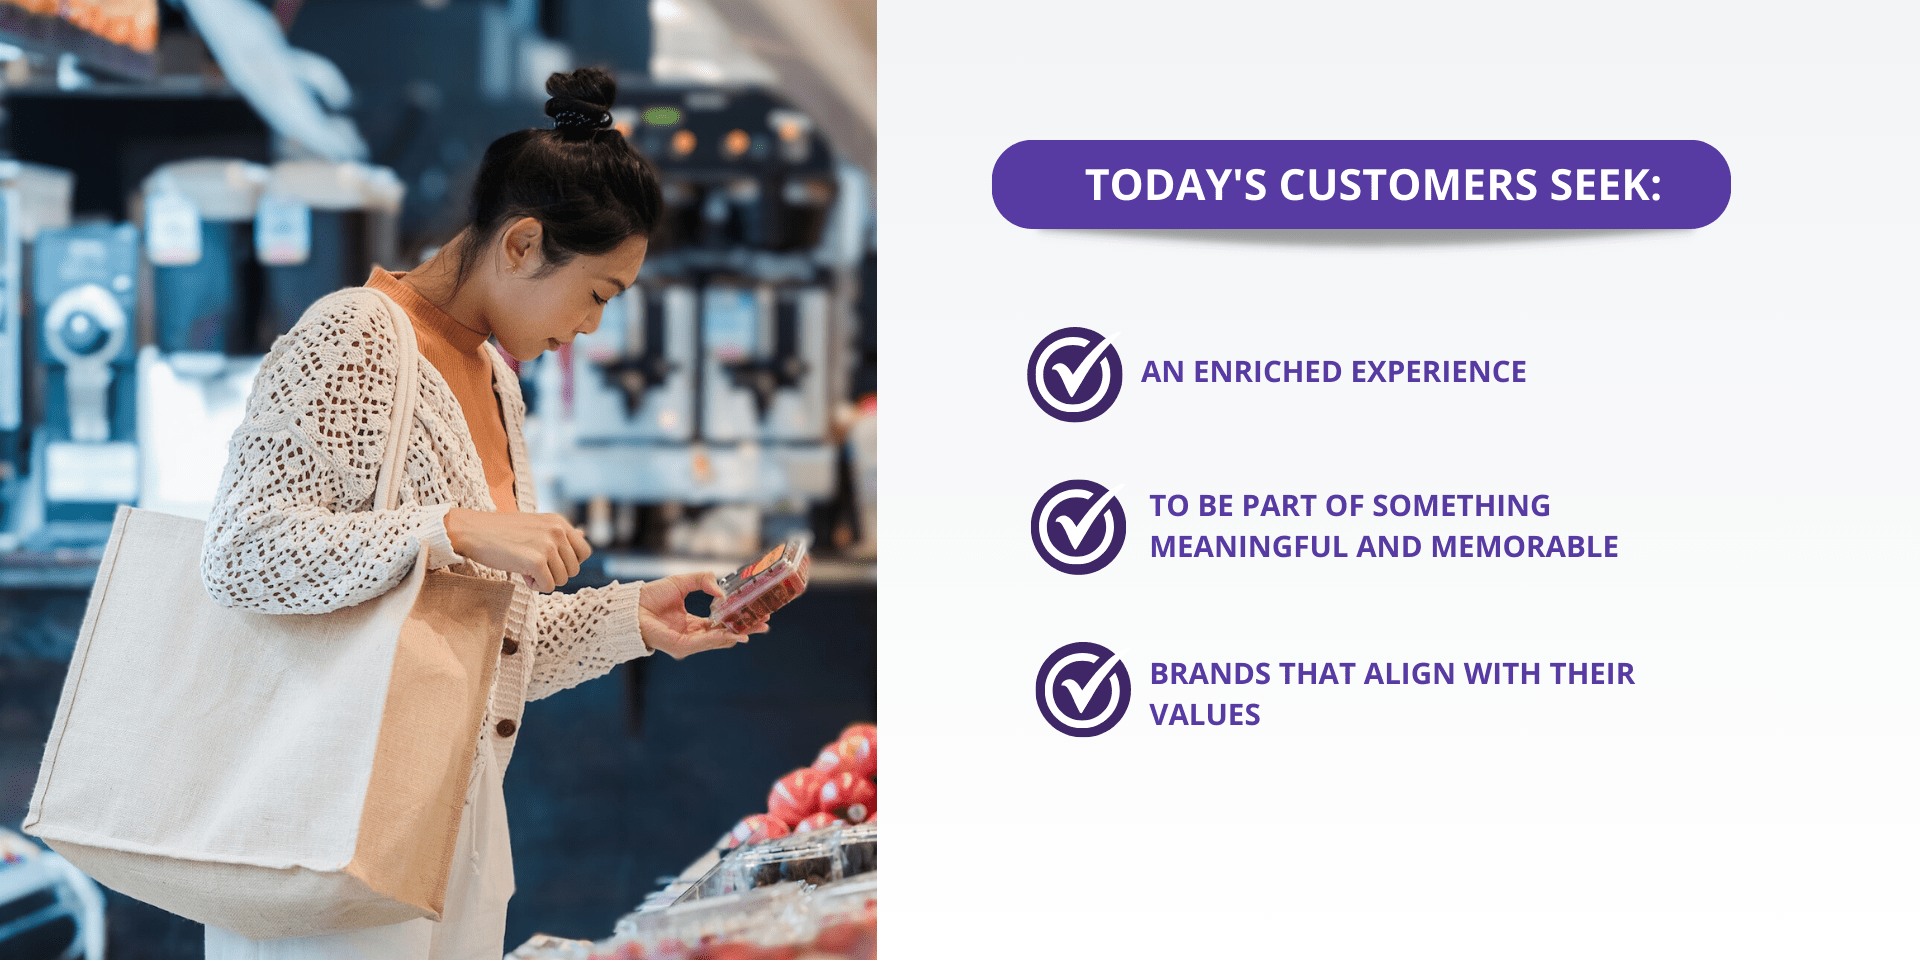 TODAY'S CUSTOMERS SEEK:
AN ENRICHED EXPERIENCE
TO BE PART OF SOMETHING
MEANINGFUL AND MEMORABLE
BRANDS THAT ALIGN WITH THEIR
VALUES